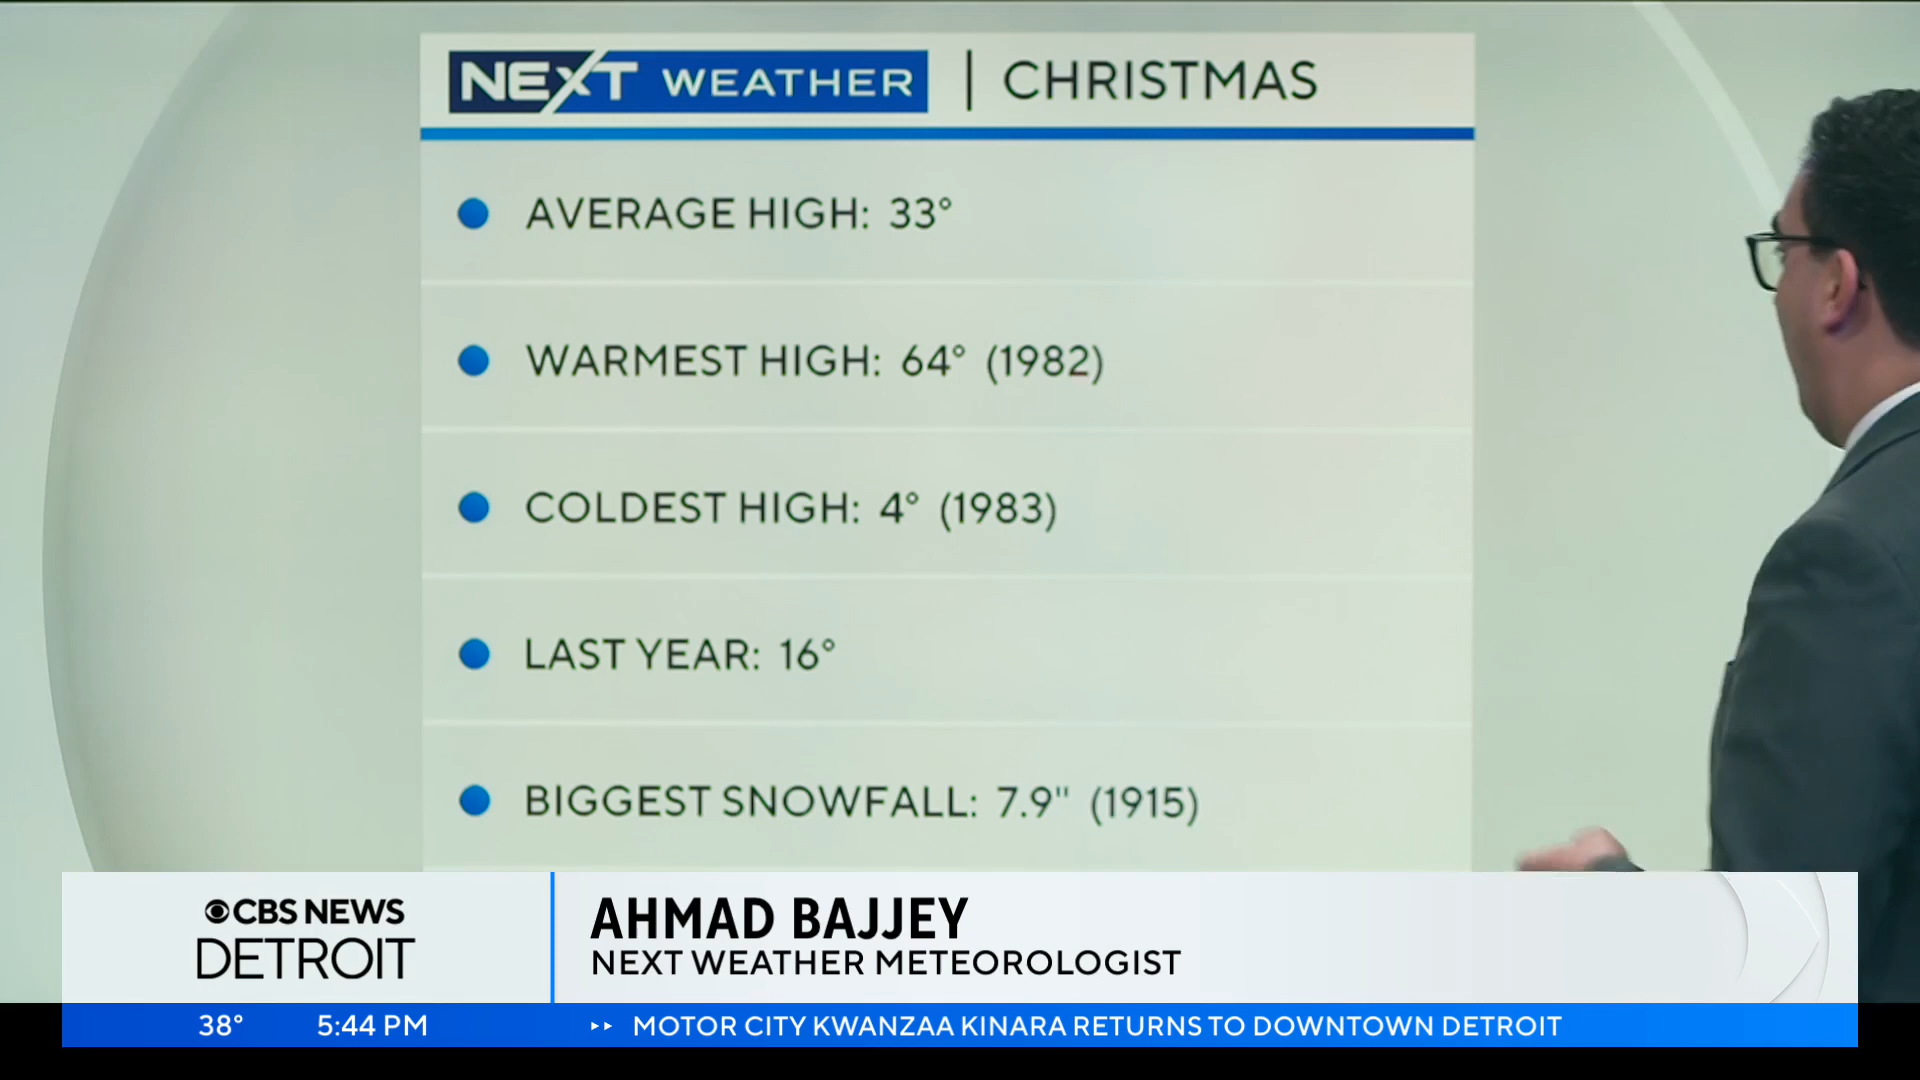 NEXT WEATHER | CHRISTMAS
AVERAGE HIGH: 33°
WARMEST HIGH: 64° (1982)
COLDEST HIGH: 4° (1983)
LAST YEAR: 16°
BIGGEST SNOWFALL: 7.9" (1915)
CBS NEWS
DETROIT
AHMAD BAJJEY
NEXT WEATHER METEOROLOGIST
38° 5:44 PM MOTOR CITY KWANZAA KINARA RETURNS TO DOWNTOWN DETROIT